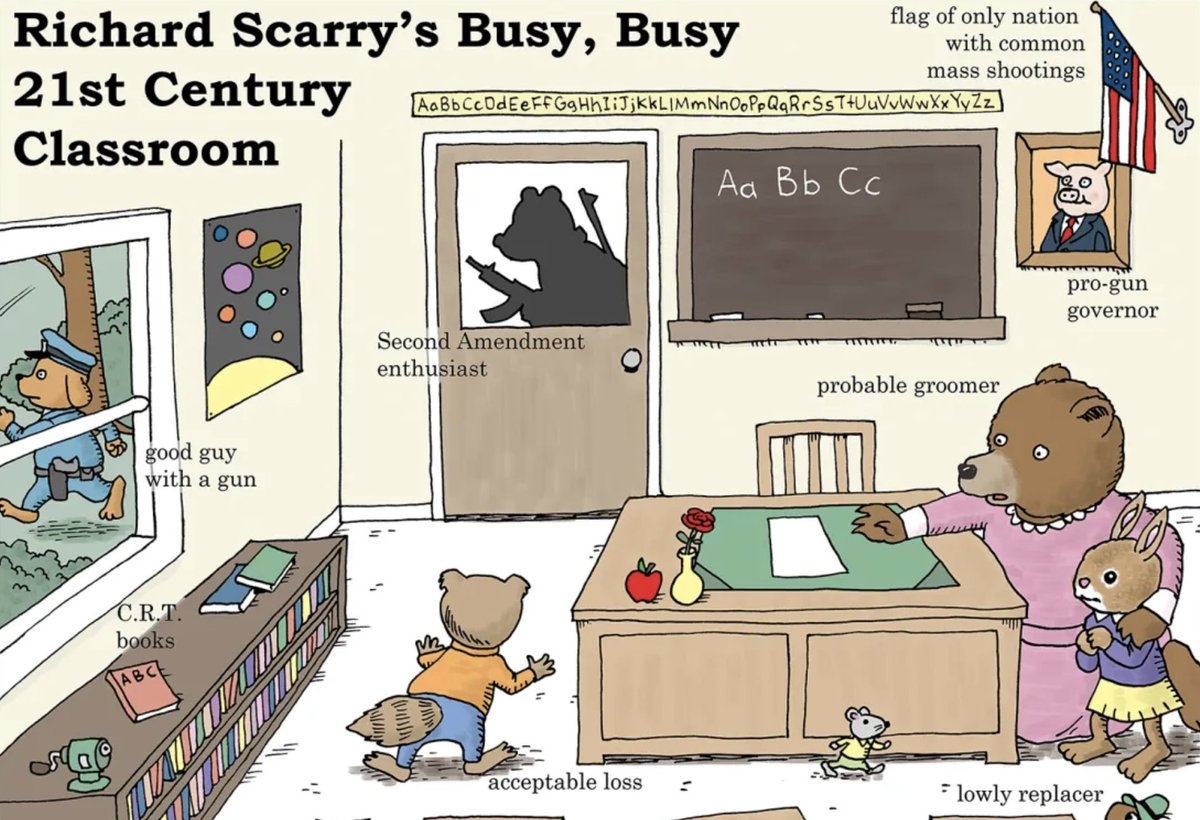 Richard Scarry's Busy, Busy
21st Century
Classroom
flag of only nation
with common
mass shootings
AaBbCcDdEeFfGgHhIiJjKkLlMmNnOoPpQqRrSsTtUuVvWwXxYyZz
Aa Bb Cc
pro-gun
governor
Second Amendment
enthusiast
probable groomer
good guy
with a gun
C.R.T.
books
ABC
acceptable loss
lowly replacer